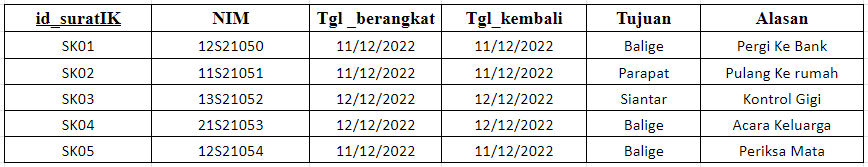 id_suratIK NIM Tgl _berangkat Tgl_kembali Tujuan Alasan
SK01 12S21050 11/12/2022 11/12/2022 Balige Pergi Ke Bank
SK02 11S21051 11/12/2022 11/12/2022 Parapat Pulang Ke rumah
SK03 13S21052 12/12/2022 12/12/2022 Siantar Kontrol Gigi
SK04 21S21053 12/12/2022 12/12/2022 Balige Acara Keluarga
SK05 12S21054 11/12/2022 11/12/2022 Balige Periksa Mata